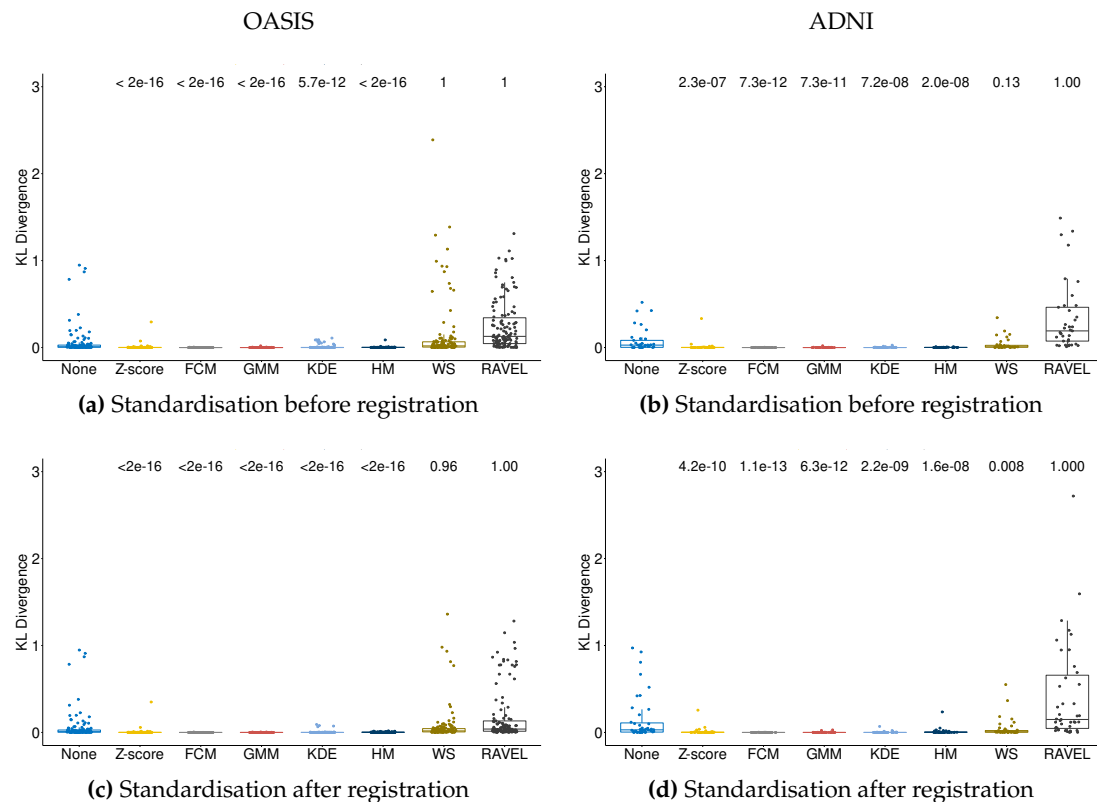 OASIS
ADNI
3
2
1
0
KL Divergence
< 2e-16 < 2e-16 < 2e-16 5.7e-12 < 2e-16 1 1
None Z-score FCM GMM KDE HM WS RAVEL
(a) Standardisation before registration
3
2
1
0
KL Divergence
2.3e-07 7.3e-12 7.3e-11 7.2e-08 2.0e-08 0.13 1.00
None Z-score FCM GMM KDE HM WS RAVEL
(b) Standardisation before registration
3
2
1
0
KL Divergence
<2e-16 <2e-16 <2e-16 <2e-16 <2e-16 0.96 1.00
None Z-score FCM GMM KDE HM WS RAVEL
(c) Standardisation after registration
3
2
1
0
KL Divergence
4.2e-10 1.1e-13 6.3e-12 2.2e-09 1.6e-08 0.008 1.000
None Z-score FCM GMM KDE HM WS RAVEL
(d) Standardisation after registration